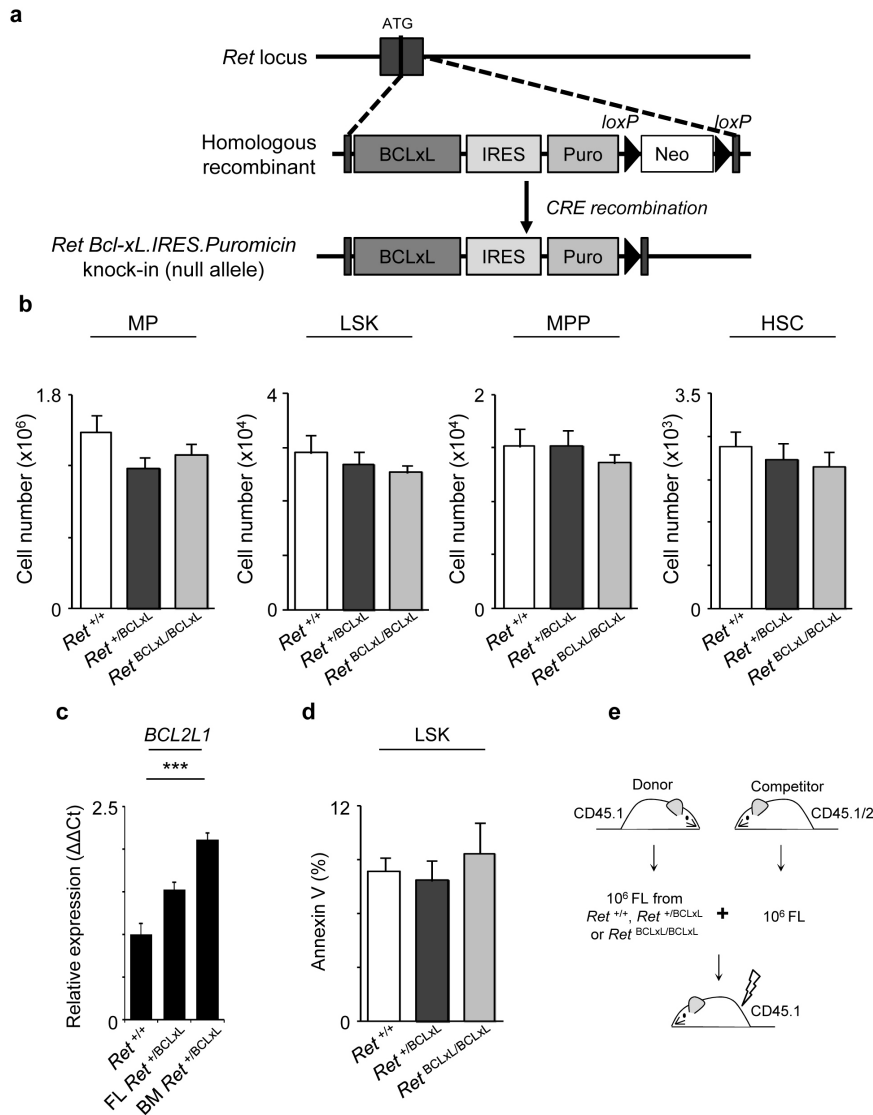 a
ATG
Ret locus
loxP
loxP
Homologous
recombinant
BCLxL
IRES
Puro
Neo
CRE recombination
Ret Bcl-xL.IRES.Puromicin
knock-in (null allele)
BCLxL
IRES
Puro
b
MP
LSK
MPP
HSC
Cell number (x10⁶)
1.8
0
Ret +/+
Ret +/BCLxL
Ret BCLxL/BCLxL
Cell number (x10⁴)
4
0
Ret +/+
Ret +/BCLxL
Ret BCLxL/BCLxL
Cell number (x10⁴)
2
0
Ret +/+
Ret +/BCLxL
Ret BCLxL/BCLxL
Cell number (x10³)
3.5
0
Ret +/+
Ret +/BCLxL
Ret BCLxL/BCLxL
c
BCL2L1
***
Relative expression (ΔΔCt)
2.5
0
Ret +/+
FL Ret +/BCLxL
BM Ret +/BCLxL
d
LSK
Annexin V (%)
12
0
Ret +/+
Ret +/BCLxL
Ret BCLxL/BCLxL
e
Donor
Competitor
CD45.1
CD45.1/2
10⁶ FL from
Ret +/+, Ret +/BCLxL
or Ret BCLxL/BCLxL
+
10⁶ FL
CD45.1